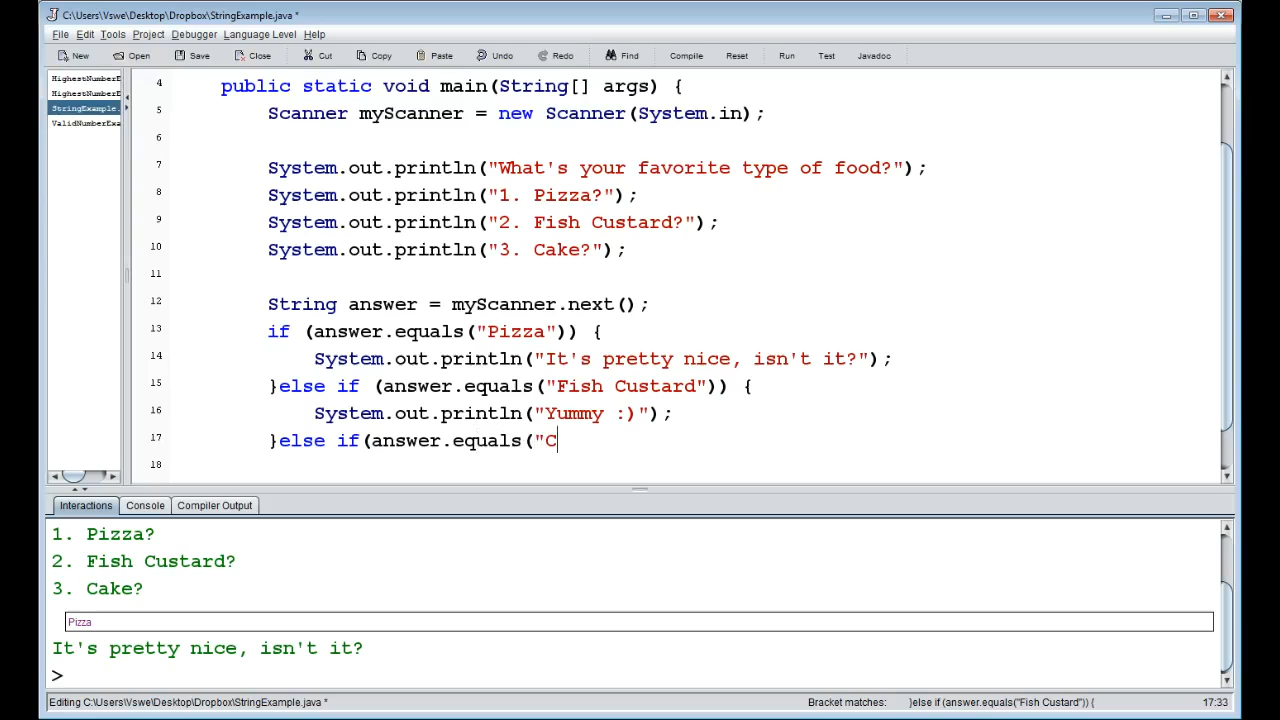 C:\Users\Vswe\Desktop\Dropbox\StringExample.java *
File Edit Tools Project Debugger Language Level Help
New Open Save Close Cut Copy Paste Undo Redo Find Compile Reset Run Test Javadoc
HighestNumberE
HighestNumberE
StringExample.
ValidNumberExa
4 public static void main(String[] args) {
5 Scanner myScanner = new Scanner(System.in);
6
7 System.out.println("What's your favorite type of food?");
8 System.out.println("1. Pizza?");
9 System.out.println("2. Fish Custard?");
10 System.out.println("3. Cake?");
11
12 String answer = myScanner.next();
13 if (answer.equals("Pizza")) {
14 System.out.println("It's pretty nice, isn't it?");
15 }else if (answer.equals("Fish Custard")) {
16 System.out.println("Yummy :)");
17 }else if(answer.equals("C
18
Interactions Console Compiler Output
1. Pizza?
2. Fish Custard?
3. Cake?
Pizza
It's pretty nice, isn't it?
>
Editing C:\Users\Vswe\Desktop\Dropbox\StringExample.java * Bracket matches: }else if (answer.equals("Fish Custard")) { 17:33